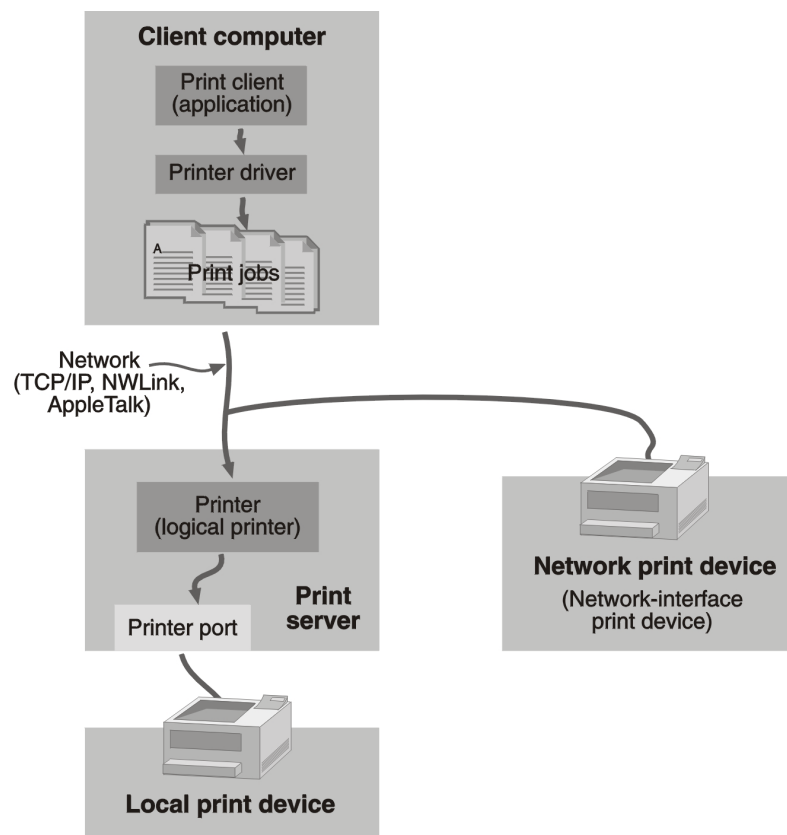 Client computer
Print client
(application)
Printer driver
A
Print jobs
Network
(TCP/IP, NWLink,
AppleTalk)
Printer
(logical printer)
Print
server
Printer port
Network print device
(Network-interface
print device)
Local print device